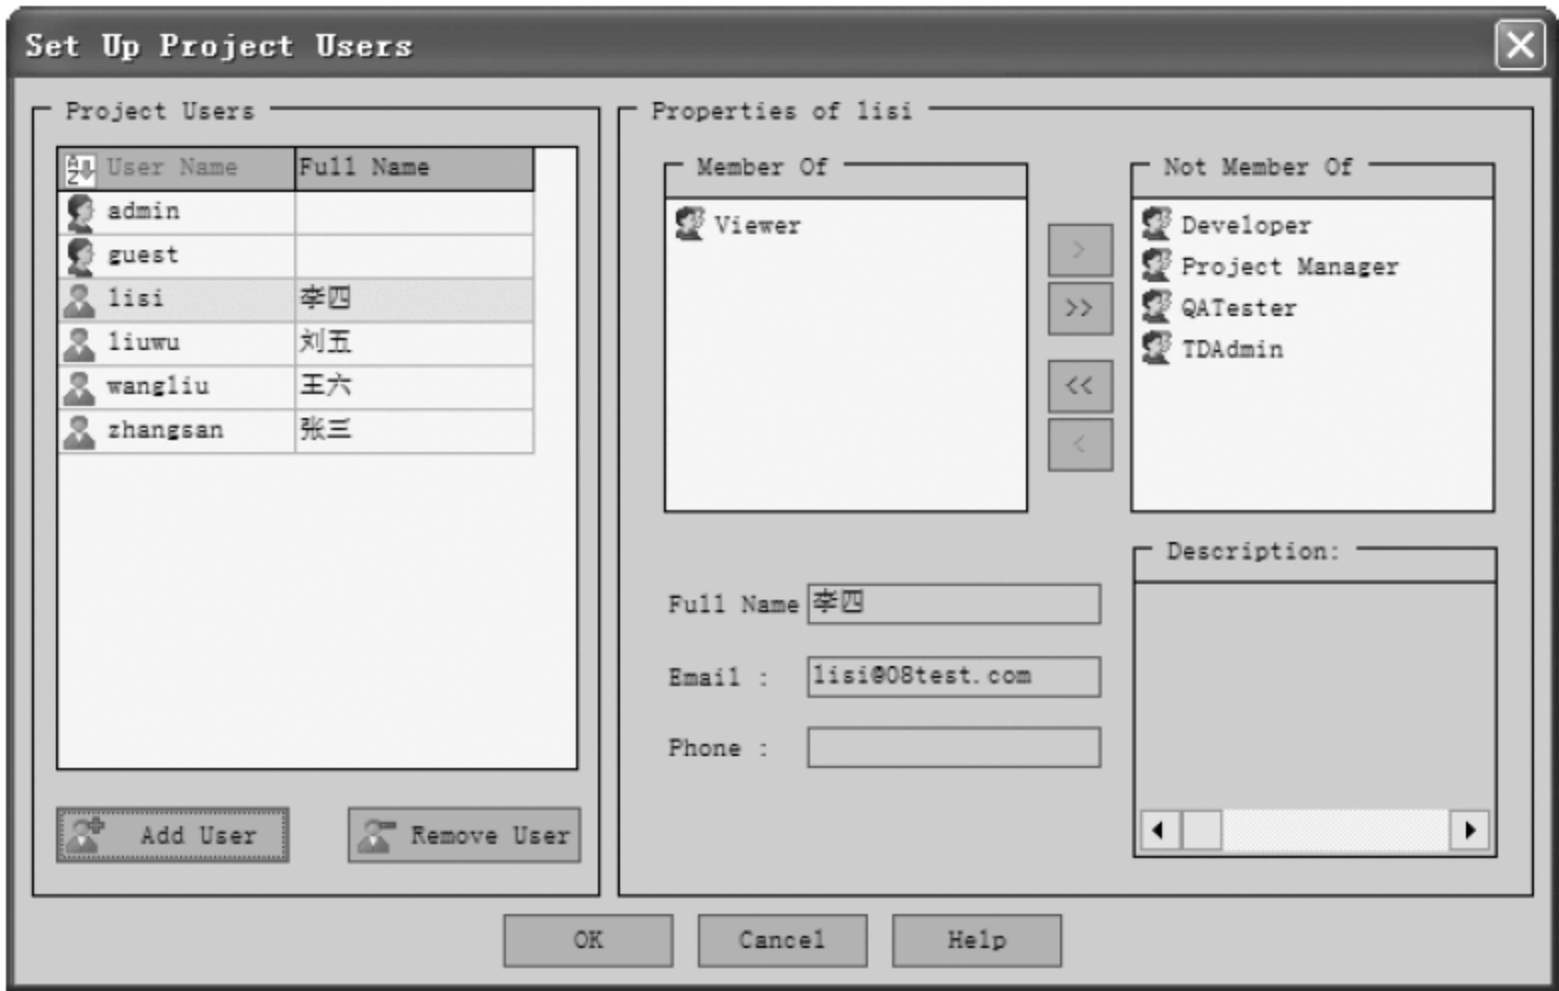 Set Up Project Users
Project Users
User Name Full Name
admin
guest
lisi 李四
liuwu 刘五
wangliu 王六
zhangsan 张三
Add User Remove User
Properties of lisi
Member Of
Viewer
>
>>
<<
<
Not Member Of
Developer
Project Manager
QATester
TDAdmin
Full Name 李四
Email : lisi@08test.com
Phone :
Description:
OK Cancel Help